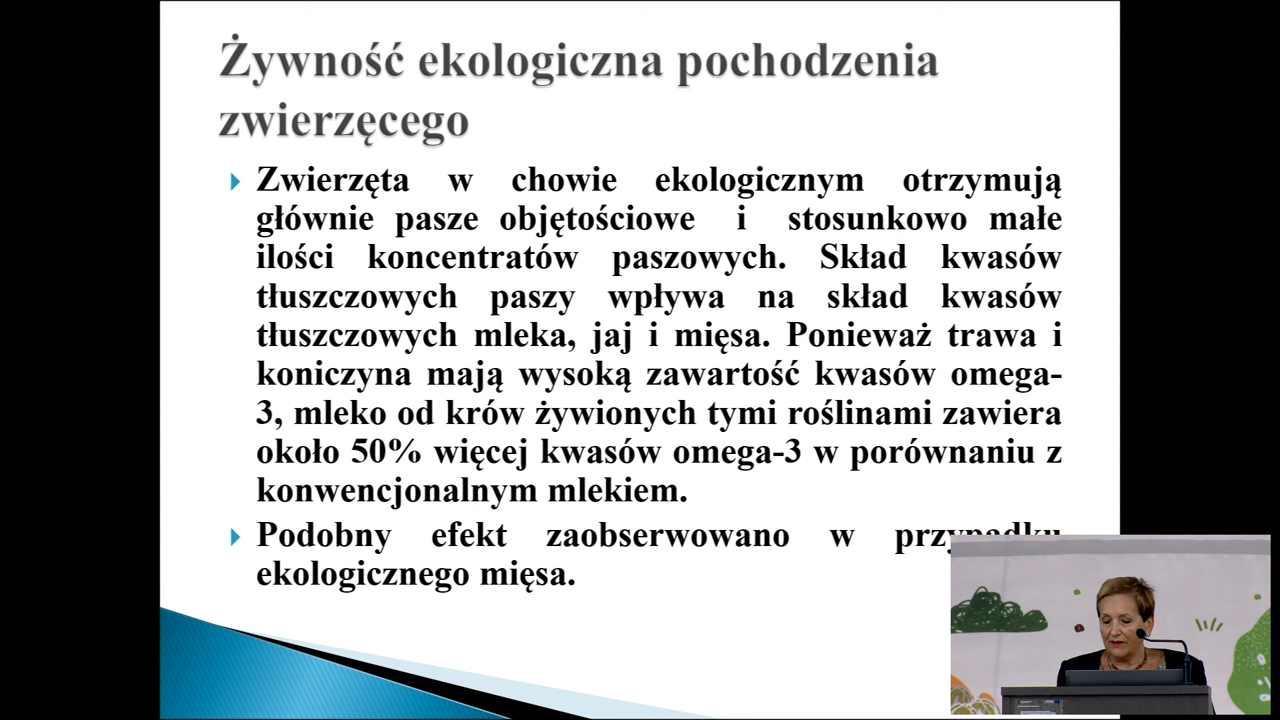 Żywność ekologiczna pochodzenia
zwierzęcego
Zwierzęta w chowie ekologicznym otrzymują
głównie pasze objętościowe i stosunkowo małe
ilości koncentratów paszowych. Skład kwasów
tłuszczowych paszy wpływa na skład kwasów
tłuszczowych mleka, jaj i mięsa. Ponieważ trawa i
koniczyna mają wysoką zawartość kwasów omega-
3, mleko od krów żywionych tymi roślinami zawiera
około 50% więcej kwasów omega-3 w porównaniu z
konwencjonalnym mlekiem.
Podobny efekt zaobserwowano w przypadku
ekologicznego mięsa.